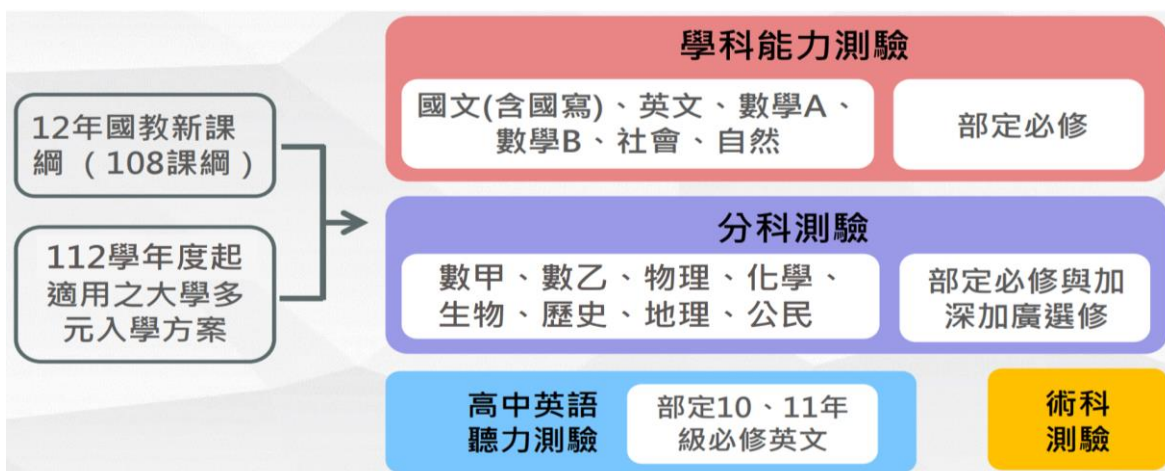 12年國教新課
綱（108課綱）
112學年度起
適用之大學多
元入學方案
學科能力測驗
國文(含國寫)、英文、數學A、
數學B、社會、自然
部定必修
分科測驗
數甲、數乙、物理、化學、
生物、歷史、地理、公民
部定必修與加
深加廣選修
高中英語
聽力測驗
部定10、11年
級必修英文
術科
測驗